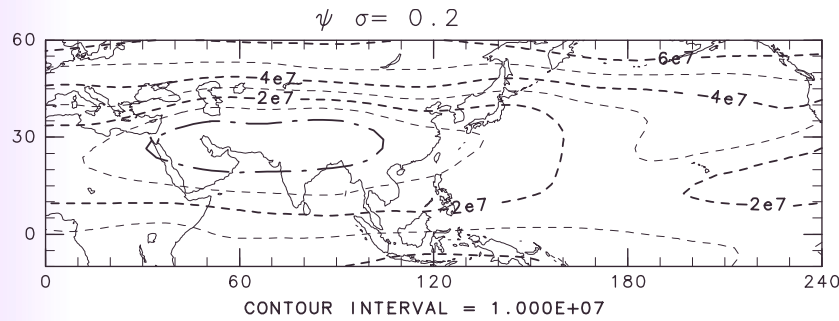 ψ σ= 0.2
60
6e7
4e7
4e7
2e7
30
2e7
2e7
0
0 60 120 180 240
CONTOUR INTERVAL = 1.000E+07